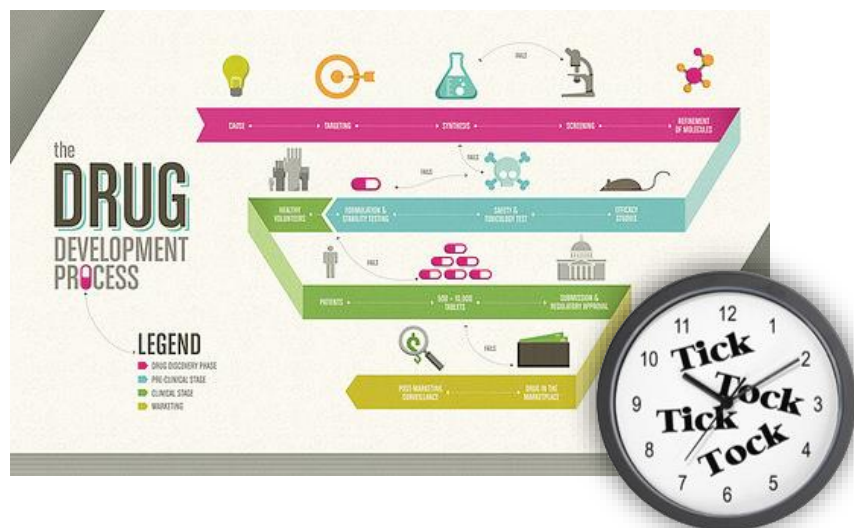 the
DRUG
DEVELOPMENT
PROCESS
FAILS
CAUSE
TARGETING
SYNTHESIS
SCREENING
REFINEMENT
OF MOLECULES
FAILS
FAILS
HEALTHY
VOLUNTEERS
FORMULATION &
STABILITY TESTING
SAFETY &
TOXICOLOGY TEST
EFFICACY
STUDIES
FAILS
PATIENTS
500 - 10,000
TABLETS
SUBMISSION &
REGULATORY APPROVAL
LEGEND
DRUG DISCOVERY PHASE
PRE-CLINICAL STAGE
CLINICAL STAGE
MARKETING
FAILS
POST-MARKETING
SURVEILLANCE
DRUG IN THE
MARKETPLACE
12
11
1
10
2
9
3
8
4
7
5
6
Tick
Tock
Tick
Tock